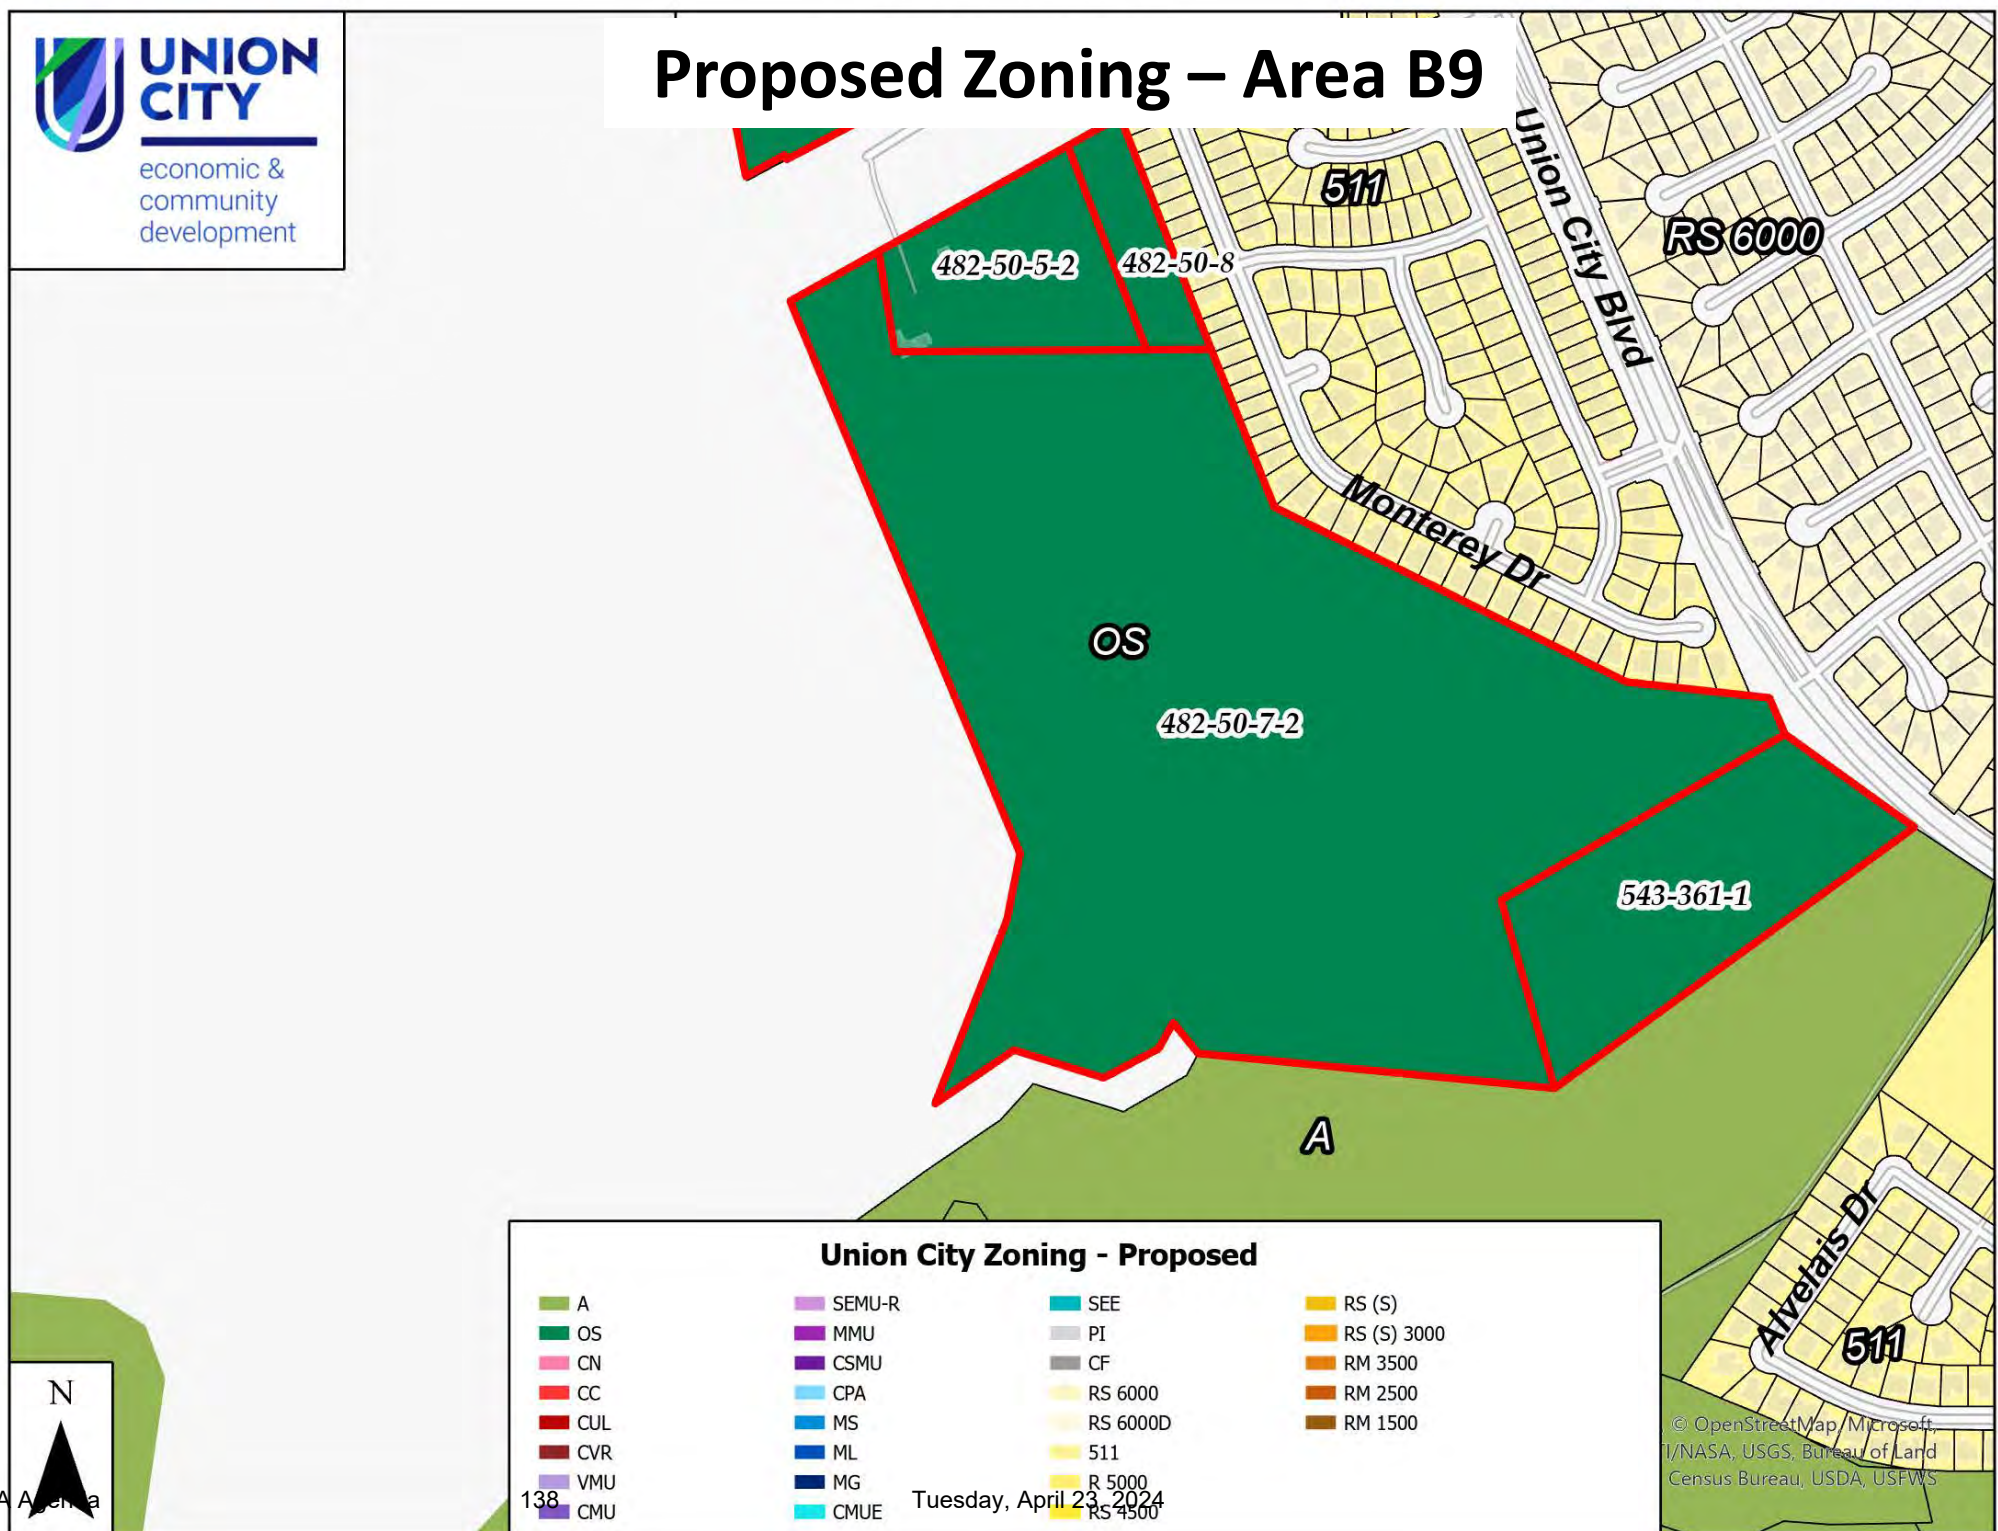 UNION
CITY
economic &
community
development
Proposed Zoning – Area B9
511
Union City Blvd
RS 6000
482-50-5-2
482-50-8
Monterey Dr
OS
482-50-7-2
543-361-1
A
Alvelais Dr
511
N
Union City Zoning - Proposed
A
OS
CN
CC
CUL
CVR
VMU
CMU
SEMU-R
MMU
CSMU
CPA
MS
ML
MG
CMUE
SEE
PI
CF
RS 6000
RS 6000D
511
R 5000
RS 4500
RS (S)
RS (S) 3000
RM 3500
RM 2500
RM 1500
© OpenStreetMap, Microsoft,
I/NASA, USGS, Bureau of Land
Census Bureau, USDA, USFWS
138
Tuesday, April 23, 2024